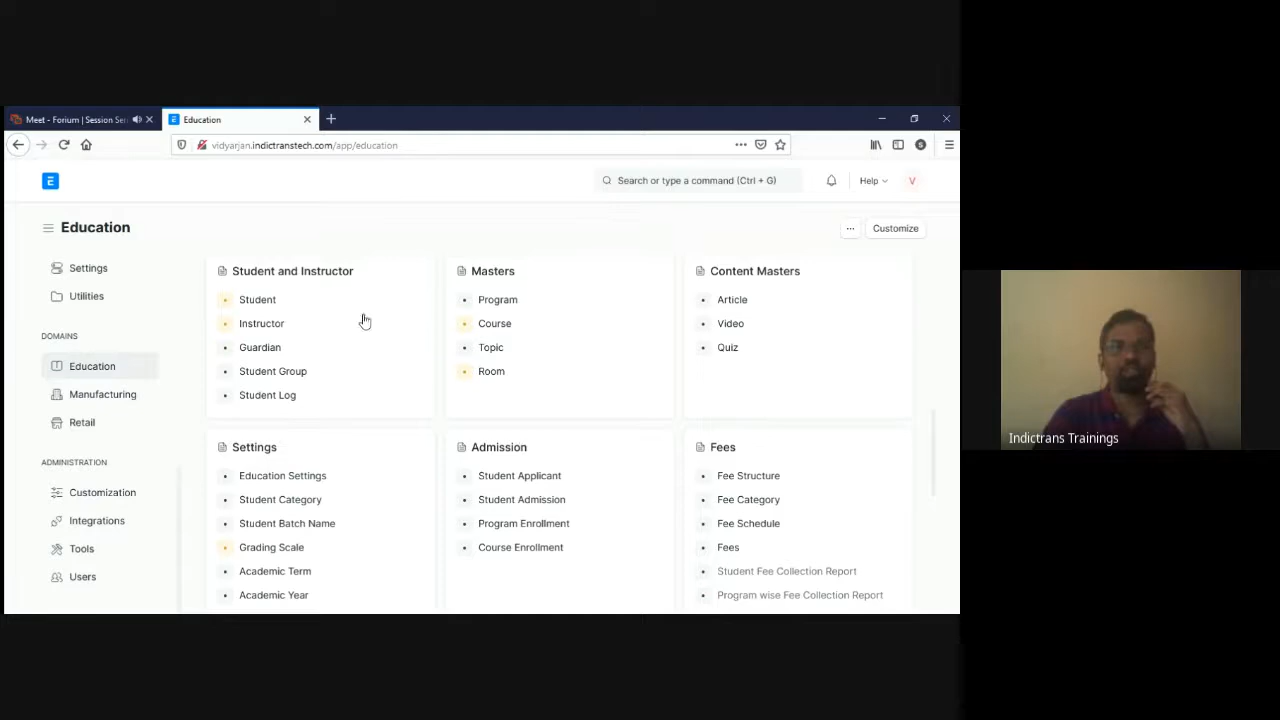 Meet - Forium | Session Ser
Education
vidyarjan.indictranstech.com/app/education
E
Search or type a command (Ctrl + G)
Help
V
Education
Customize
Settings
Utilities
DOMAINS
Education
Manufacturing
Retail
ADMINISTRATION
Customization
Integrations
Tools
Users
Student and Instructor
Student
Instructor
Guardian
Student Group
Student Log
Masters
Program
Course
Topic
Room
Content Masters
Article
Video
Quiz
Settings
Education Settings
Student Category
Student Batch Name
Grading Scale
Academic Term
Academic Year
Admission
Student Applicant
Student Admission
Program Enrollment
Course Enrollment
Fees
Fee Structure
Fee Category
Fee Schedule
Fees
Student Fee Collection Report
Program wise Fee Collection Report
Indictrans Trainings